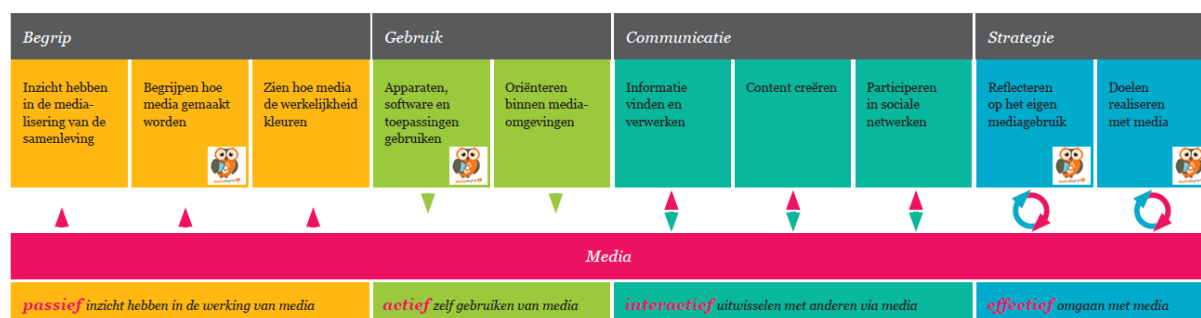 Begrip
Gebruik
Communicatie
Strategie
Inzicht hebben
in de media-
lisering van de
samenleving
Begrijpen hoe
media gemaakt
worden
Zien hoe media
de werkelijkheid
kleuren
Apparaten,
software en
toepassingen
gebruiken
Oriënteren
binnen media-
omgevingen
Informatie
vinden en
verwerken
Content creëren
Participeren
in sociale
netwerken
Reflecteren
op het eigen
mediagebruik
Doelen
realiseren
met media
Media
passief inzicht hebben in de werking van media
actief zelf gebruiken van media
interactief uitwisselen met anderen via media
effectief omgaan met media